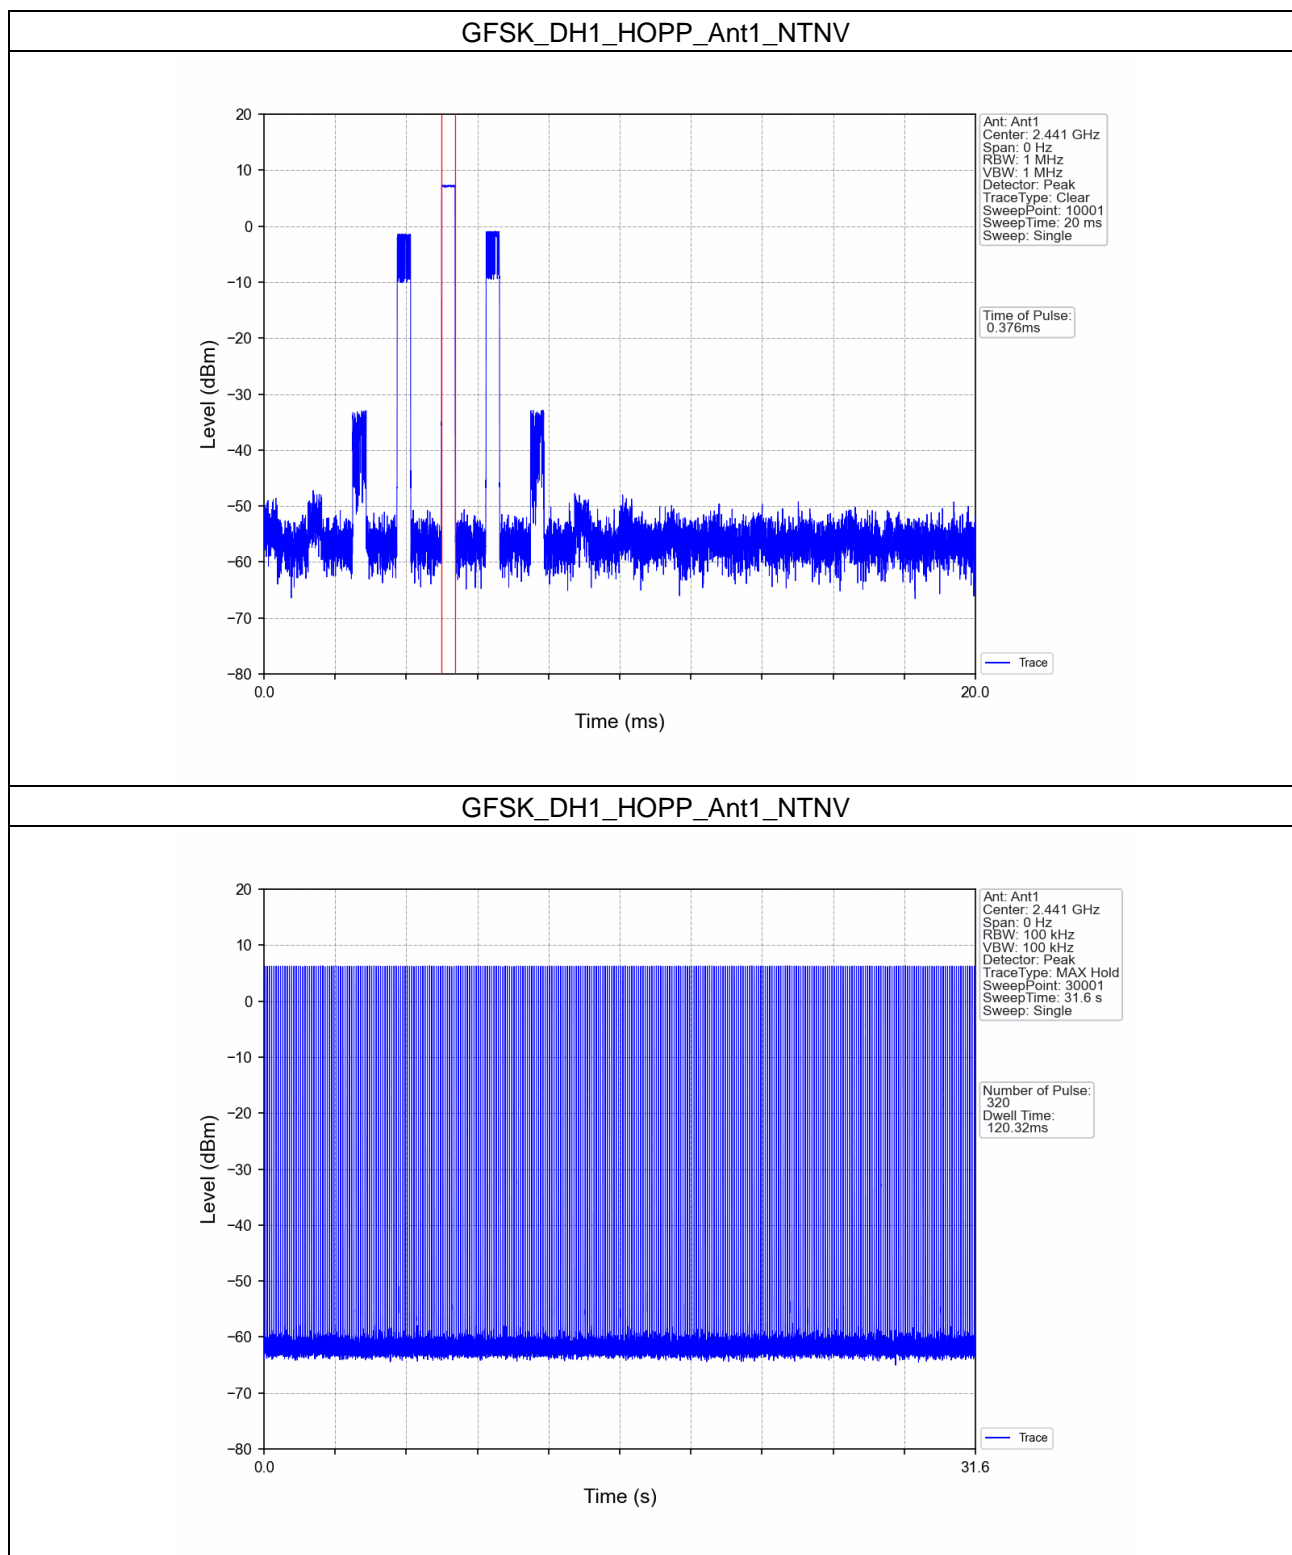 GFSK_DH1_HOPP_Ant1_NTNV
20
10
0
−10
−20
−30
−40
−50
−60
−70
−80
Level (dBm)
0.0
20.0
Time (ms)
Ant: Ant1
Center: 2.441 GHz
Span: 0 Hz
RBW: 1 MHz
VBW: 1 MHz
Detector: Peak
TraceType: Clear
SweepPoint: 10001
SweepTime: 20 ms
Sweep: Single
Time of Pulse:
0.376ms
Trace
GFSK_DH1_HOPP_Ant1_NTNV
20
10
0
−10
−20
−30
−40
−50
−60
−70
−80
Level (dBm)
0.0
31.6
Time (s)
Ant: Ant1
Center: 2.441 GHz
Span: 0 Hz
RBW: 100 kHz
VBW: 100 kHz
Detector: Peak
TraceType: MAX Hold
SweepPoint: 30001
SweepTime: 31.6 s
Sweep: Single
Number of Pulse:
320
Dwell Time:
120.32ms
Trace